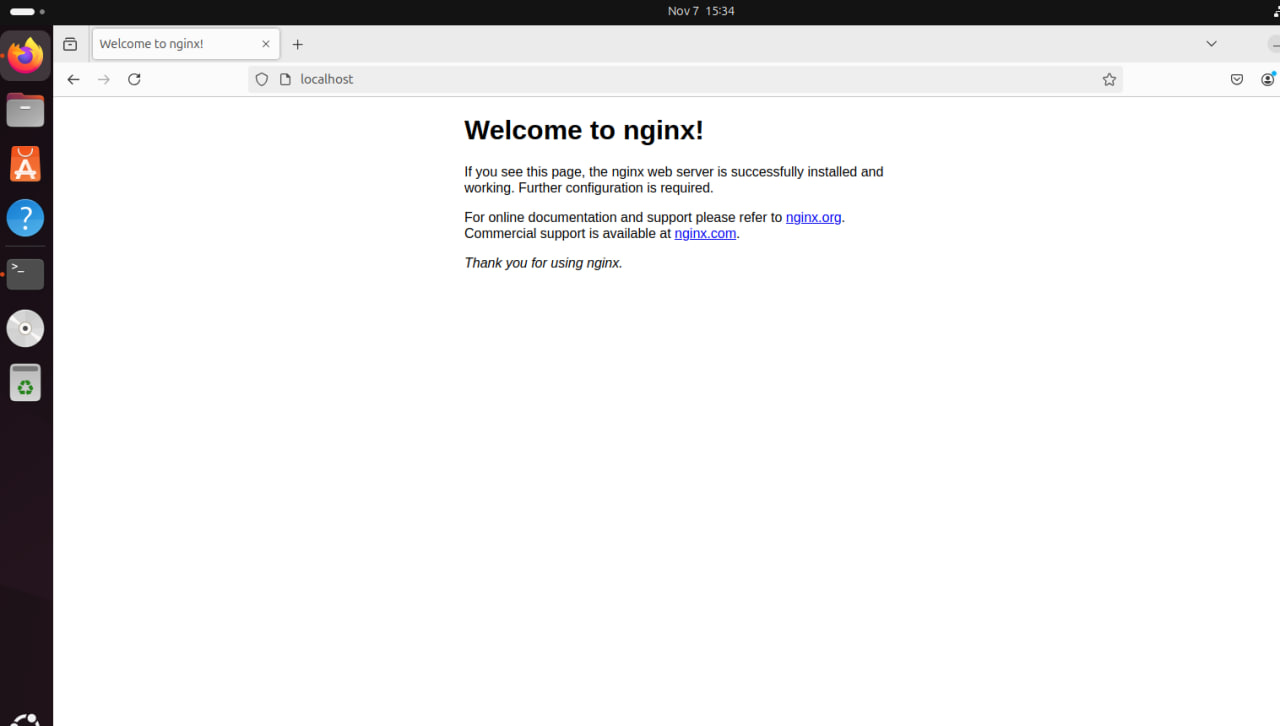 Nov 7 15:34
Welcome to nginx!
localhost
Welcome to nginx!
If you see this page, the nginx web server is successfully installed and
working. Further configuration is required.
For online documentation and support please refer to nginx.org.
Commercial support is available at nginx.com.
Thank you for using nginx.